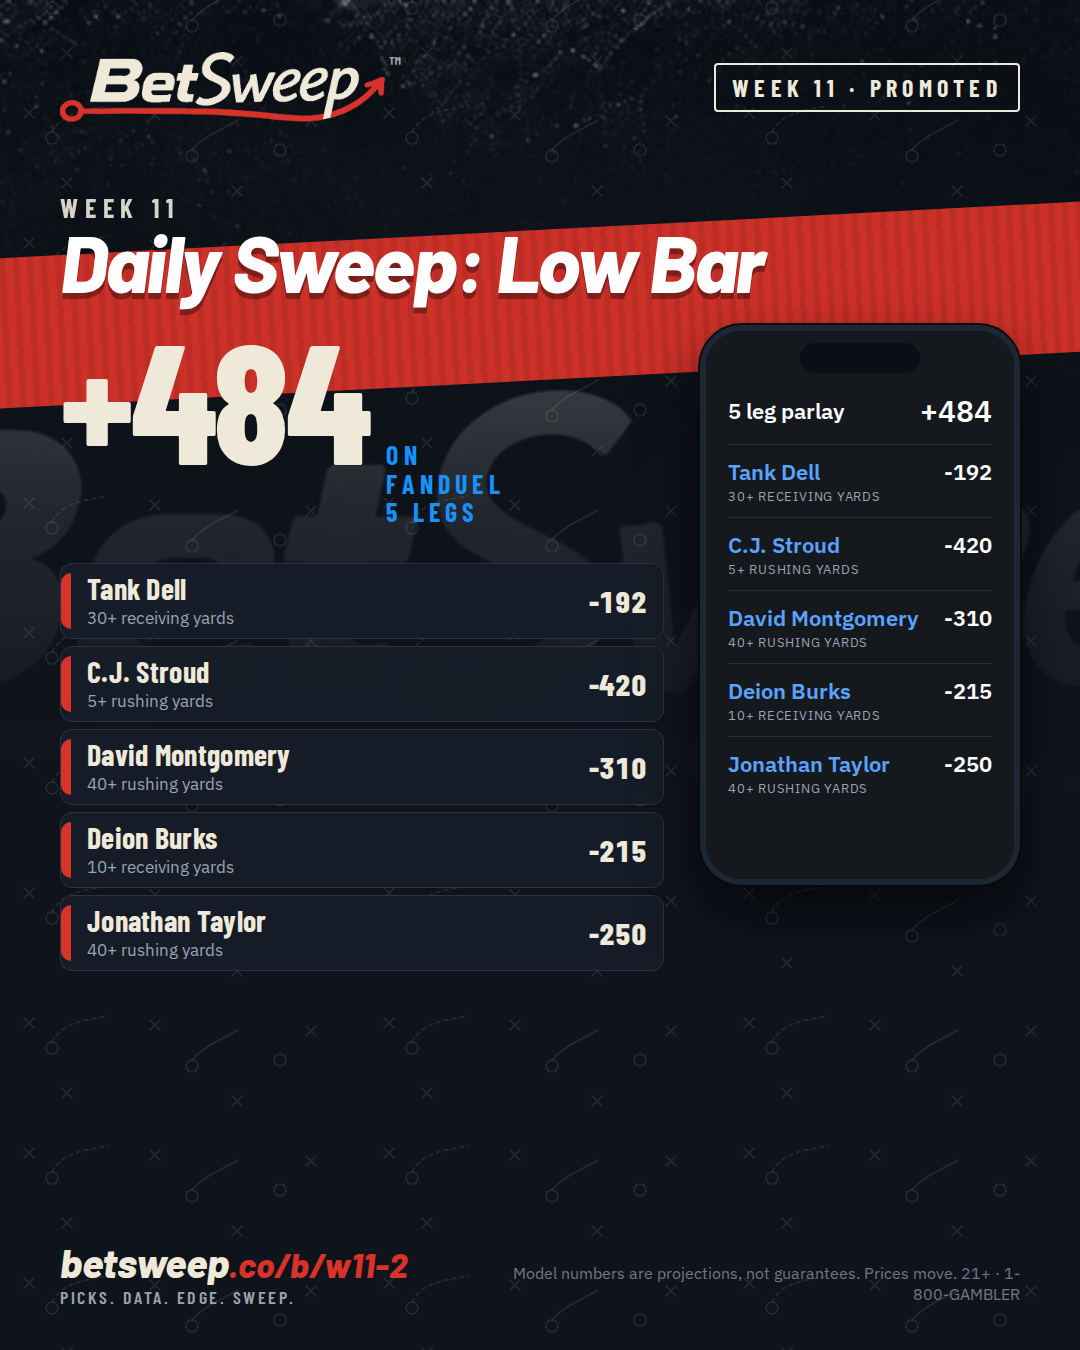 BetSweep™
WEEK 11 · PROMOTED
WEEK 11
Daily Sweep: Low Bar
+484
ON
FANDUEL
5 LEGS
Tank Dell
30+ receiving yards
-192
C.J. Stroud
5+ rushing yards
-420
David Montgomery
40+ rushing yards
-310
Deion Burks
10+ receiving yards
-215
Jonathan Taylor
40+ rushing yards
-250
5 leg parlay +484
Tank Dell -192
30+ RECEIVING YARDS
C.J. Stroud -420
5+ RUSHING YARDS
David Montgomery -310
40+ RUSHING YARDS
Deion Burks -215
10+ RECEIVING YARDS
Jonathan Taylor -250
40+ RUSHING YARDS
betsweep.co/b/w11-2
PICKS. DATA. EDGE. SWEEP.
Model numbers are projections, not guarantees. Prices move. 21+ · 1-
800-GAMBLER